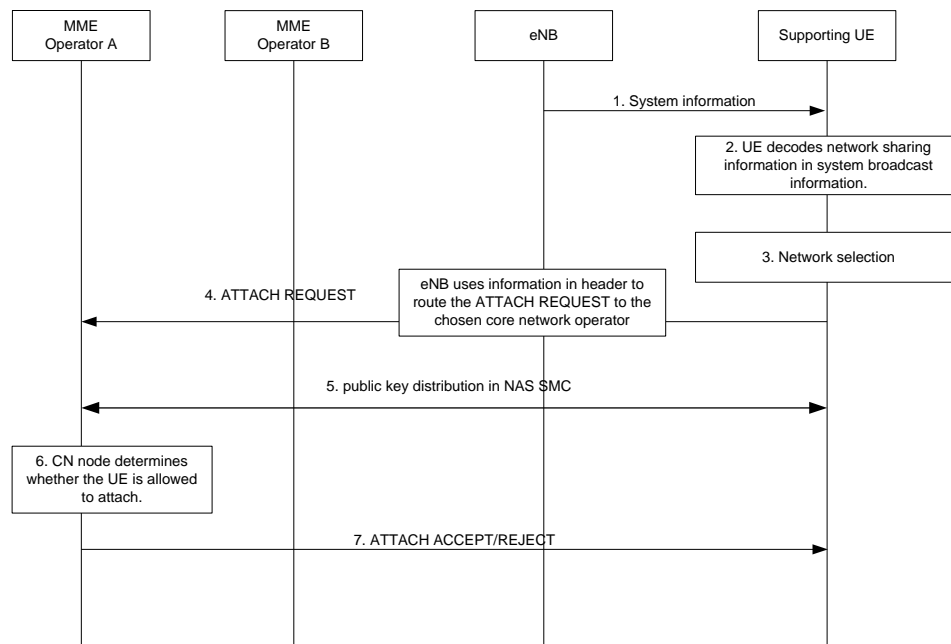 MME
Operator A
MME
Operator B
eNB
Supporting UE
1. System information
2. UE decodes network sharing
information in system broadcast
information.
3. Network selection
4. ATTACH REQUEST
eNB uses information in header to
route the ATTACH REQUEST to the
chosen core network operator
5. public key distribution in NAS SMC
6. CN node determines
whether the UE is allowed
to attach.
7. ATTACH ACCEPT/REJECT